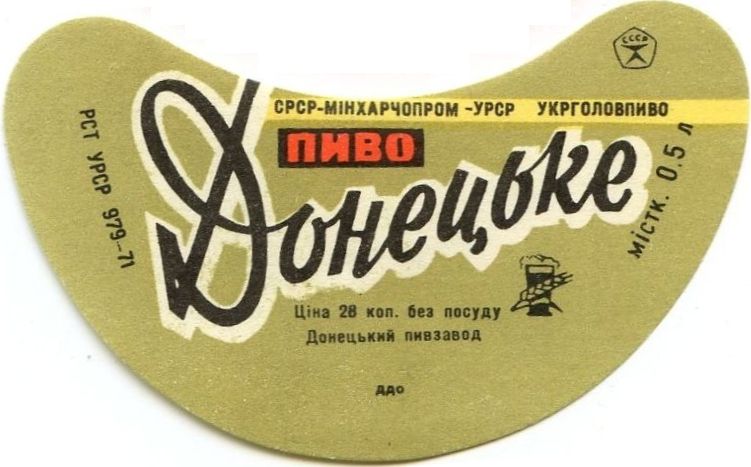 СССР
СРСР-МІНХАРЧОПРОМ-УРСР УКРГОЛОВПИВО
ПИВО
Донецьке
РСТ УРСР 979-71
містк. 0.5 л
Ціна 28 коп. без посуду
Донецький пивзавод
ДДО